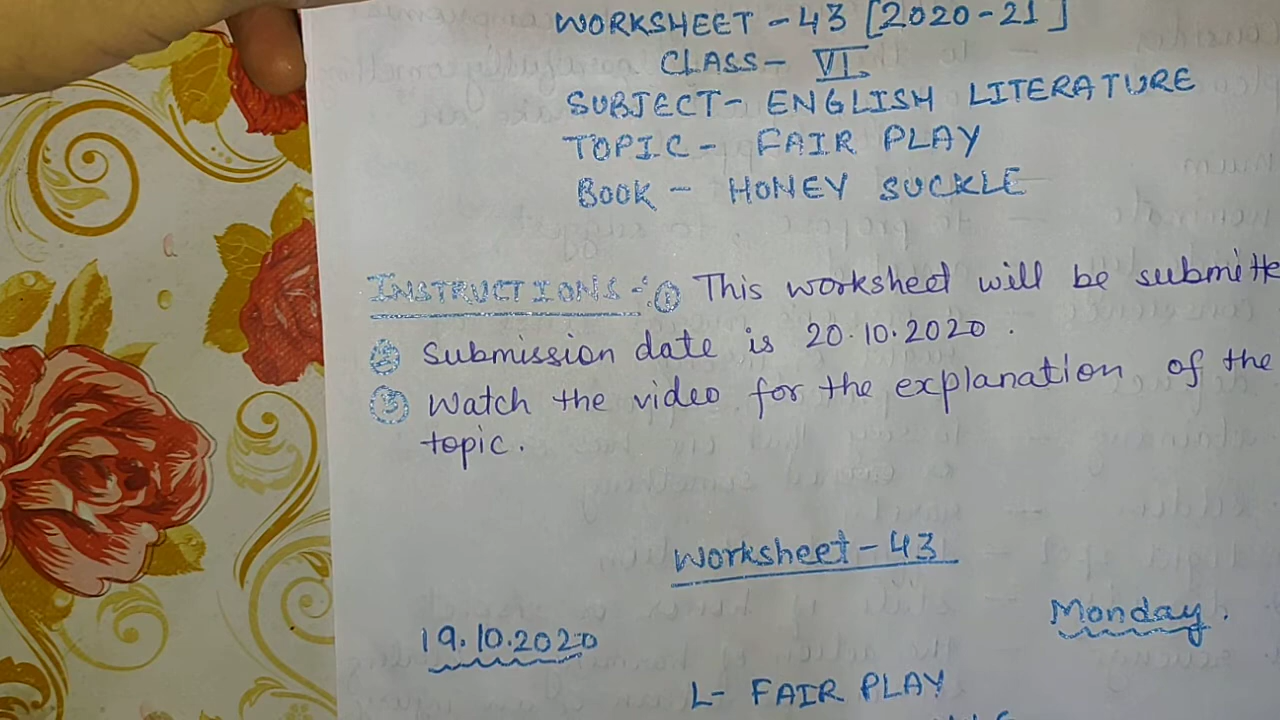 WORKSHEET - 43 [2020-21]
CLASS- VI
SUBJECT- ENGLISH LITERATURE
TOPIC - FAIR PLAY
BOOK - HONEY SUCKLE
INSTRUCTIONS:- ① This worksheet will be submitte
② Submission date is 20.10.2020.
③ Watch the video for the explanation of the
topic.
Worksheet - 43
Monday.
19.10.2020
L- FAIR PLAY